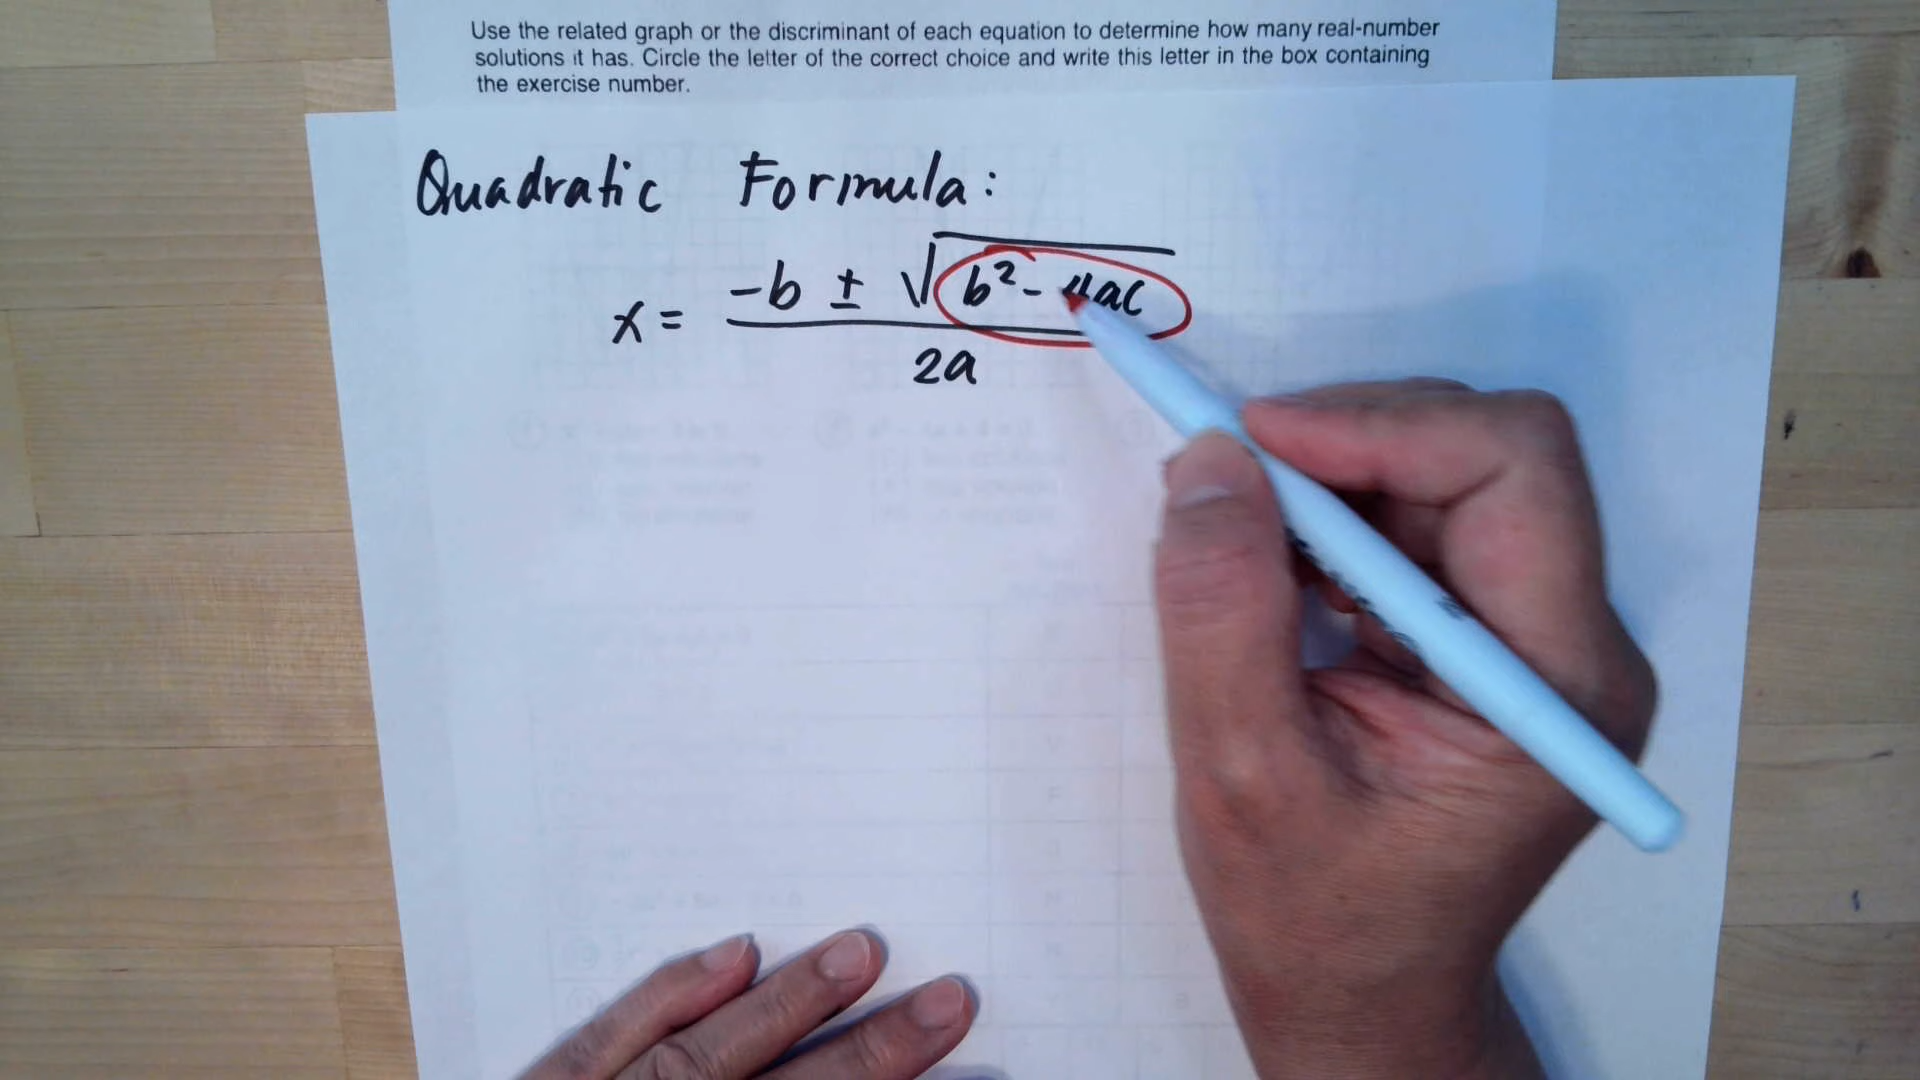 Use the related graph or the discriminant of each equation to determine how many real-number
solutions it has. Circle the letter of the correct choice and write this letter in the box containing
the exercise number.
Quadratic Formula:
x = \frac{-b ± \sqrt{b² - 4ac}}{2a}